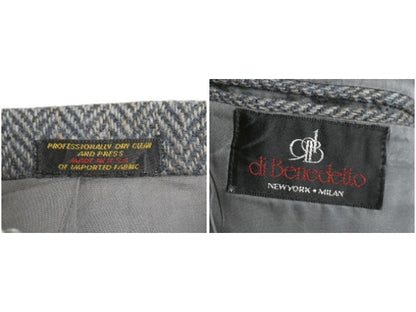 PROFESSIONALLY DRY CLEAN
AND PRESS
MADE IN U.S.A.
OF IMPORTED FABRIC
dB
di Benedetto
NEW YORK • MILAN